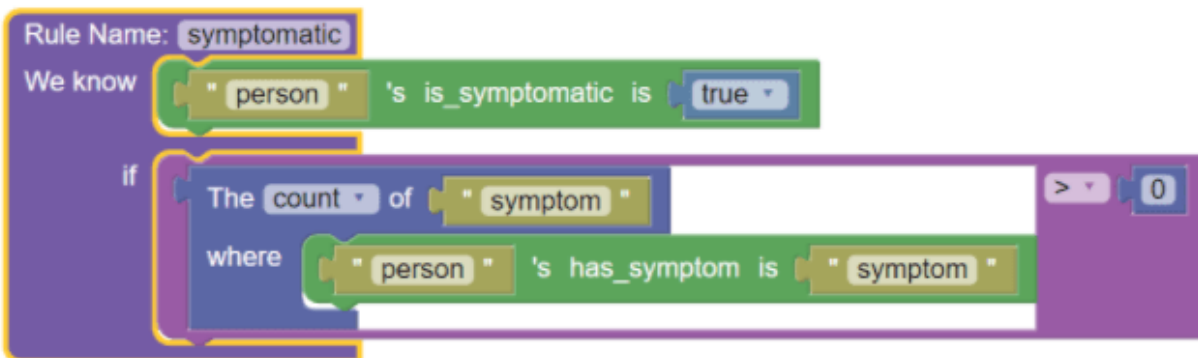 Rule Name: symptomatic
We know " person " 's is_symptomatic is true
if
The count of " symptom " > 0
where " person " 's has_symptom is " symptom "